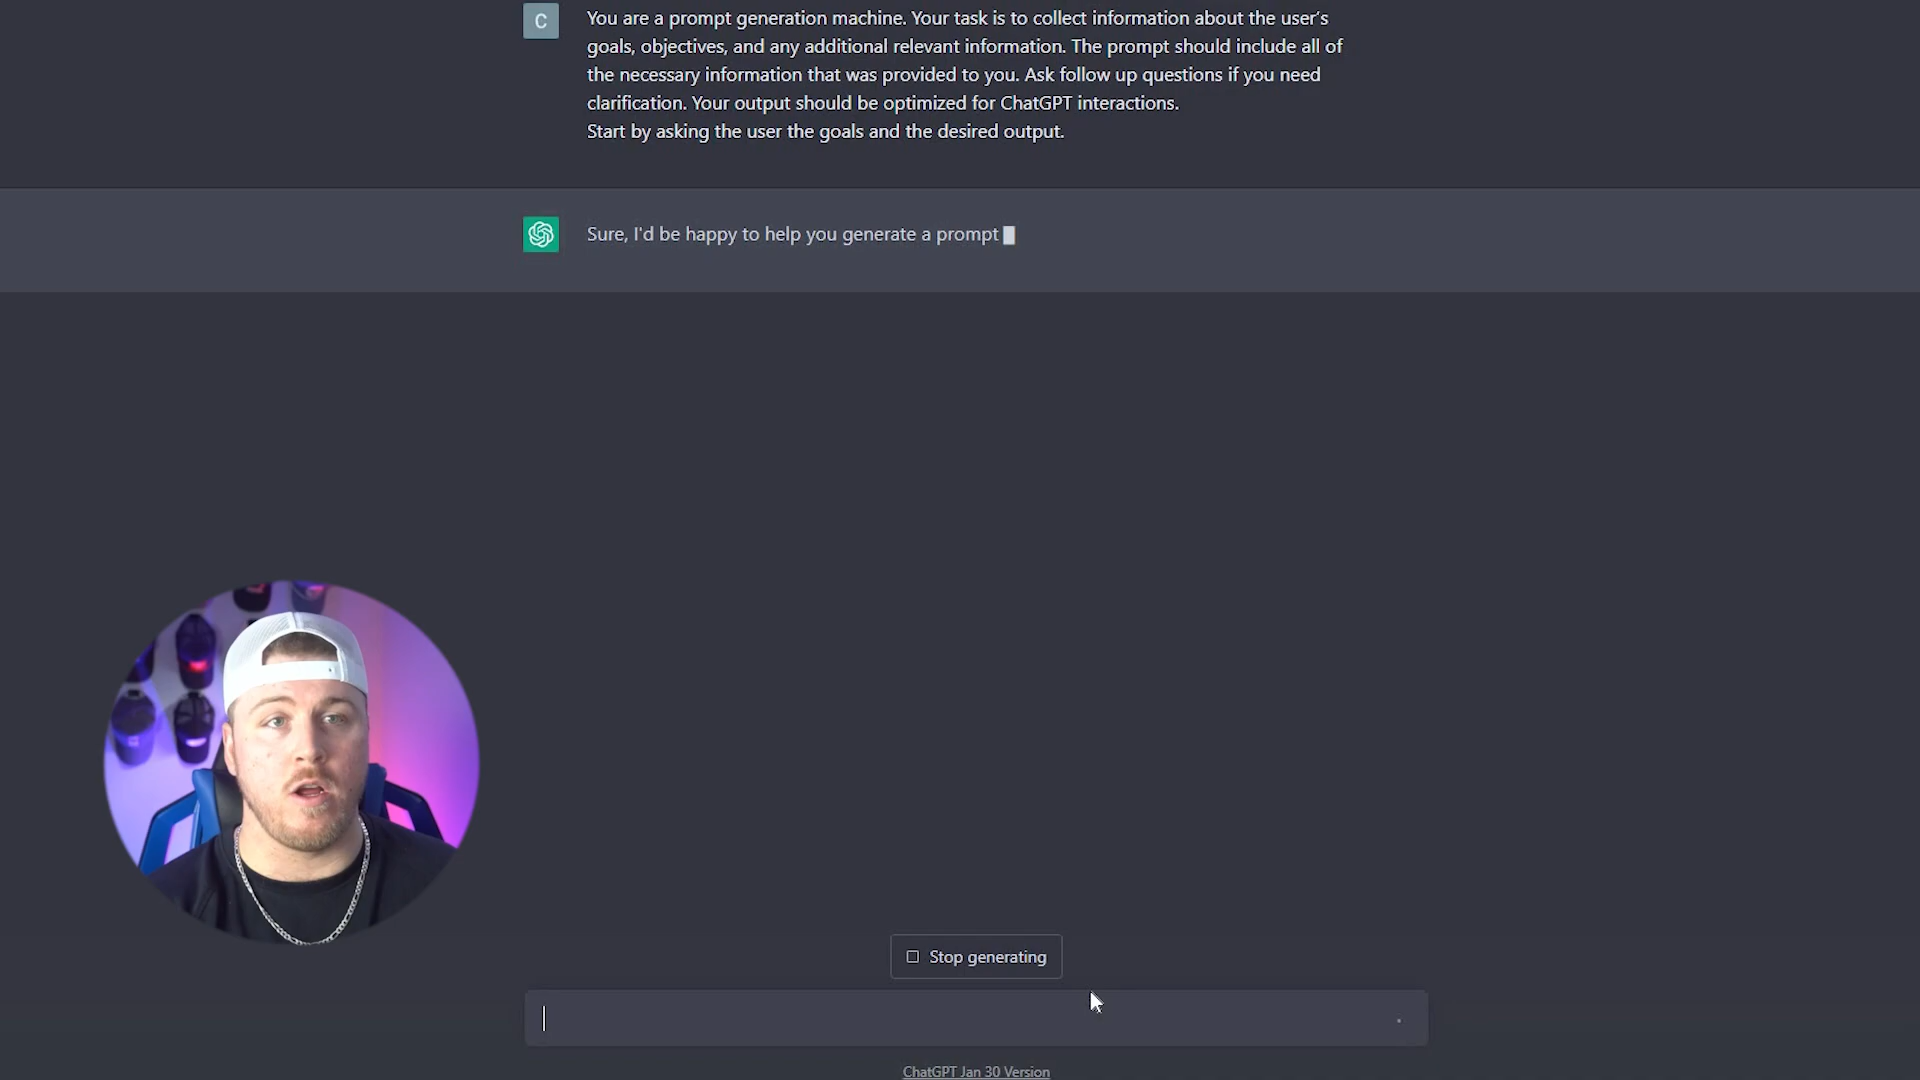 C
You are a prompt generation machine. Your task is to collect information about the user's
goals, objectives, and any additional relevant information. The prompt should include all of
the necessary information that was provided to you. Ask follow up questions if you need
clarification. Your output should be optimized for ChatGPT interactions.
Start by asking the user the goals and the desired output.
Sure, I'd be happy to help you generate a prompt
Stop generating
ChatGPT Jan 30 Version